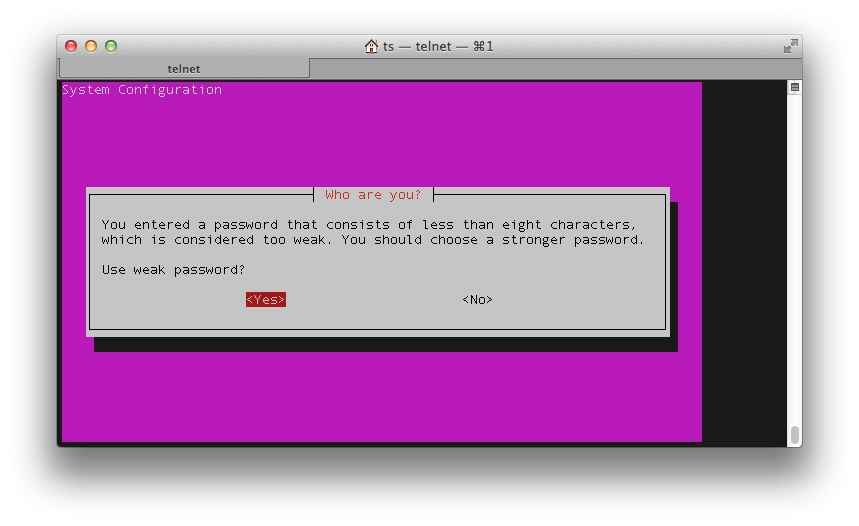 ts — telnet — ⌘1
telnet
System Configuration
Who are you?
You entered a password that consists of less than eight characters,
which is considered too weak. You should choose a stronger password.
Use weak password?
<Yes> <No>